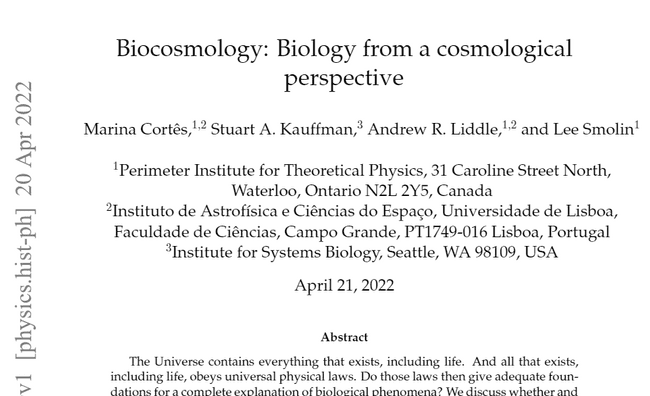 Biocosmology: Biology from a cosmological
perspective
Marina Cortês,1,2 Stuart A. Kauffman,3 Andrew R. Liddle,1,2 and Lee Smolin1
1Perimeter Institute for Theoretical Physics, 31 Caroline Street North,
Waterloo, Ontario N2L 2Y5, Canada
2Instituto de Astrofísica e Ciências do Espaço, Universidade de Lisboa,
Faculdade de Ciências, Campo Grande, PT1749-016 Lisboa, Portugal
3Institute for Systems Biology, Seattle, WA 98109, USA
April 21, 2022
Abstract
The Universe contains everything that exists, including life. And all that exists,
including life, obeys universal physical laws. Do those laws then give adequate foun-
dations for a complete explanation of biological phenomena? We discuss whether and
v1 [physics.hist-ph] 20 Apr 2022